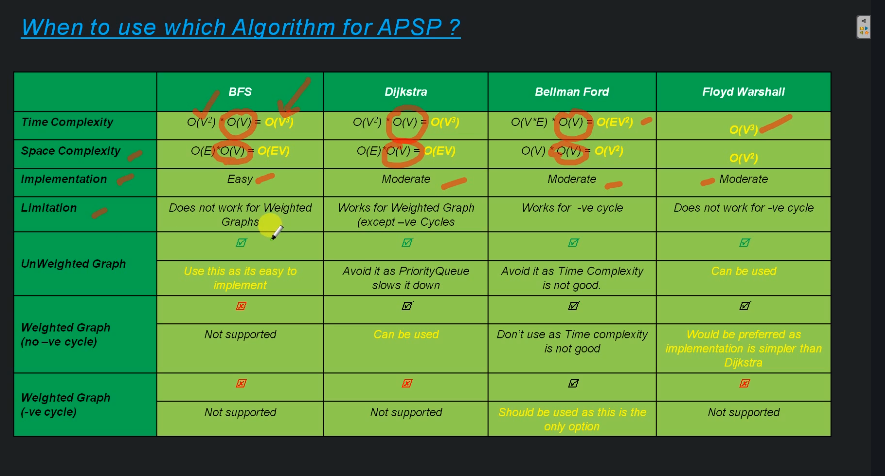 When to use which Algorithm for APSP ?
BFS
Dijkstra
Bellman Ford
Floyd Warshall
Time Complexity
O(V²) * O(V) = O(V³)
O(V²) * O(V) = O(V³)
O(V*E) * O(V) = O(EV²)
O(V³)
Space Complexity
O(E)*O(V) = O(EV)
O(E)*O(V) = O(EV)
O(V) * O(V) = O(V²)
O(V²)
Implementation
Easy
Moderate
Moderate
Moderate
Limitation
Does not work for Weighted
Graphs
Works for Weighted Graph
(except –ve Cycles
Works for -ve cycle
Does not work for -ve cycle
UnWeighted Graph
Use this as its easy to
implement
Avoid it as PriorityQueue
slows it down
Avoid it as Time Complexity
is not good.
Can be used
Weighted Graph
(no –ve cycle)
Not supported
Can be used
Don't use as Time complexity
is not good
Would be preferred as
implementation is simpler than
Dijkstra
Weighted Graph
(-ve cycle)
Not supported
Not supported
Should be used as this is the
only option
Not supported